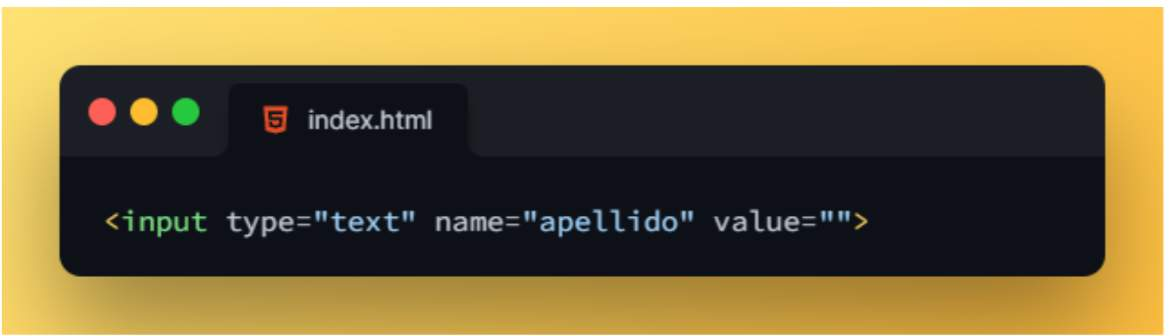 index.html
<input type="text" name="apellido" value="">